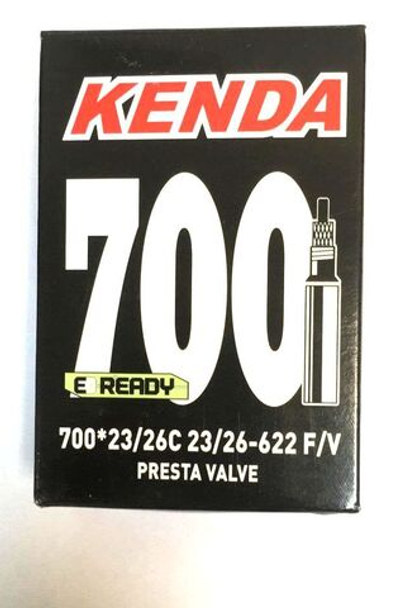 KENDA
700
E READY
700*23/26C 23/26-622 F/V
PRESTA VALVE